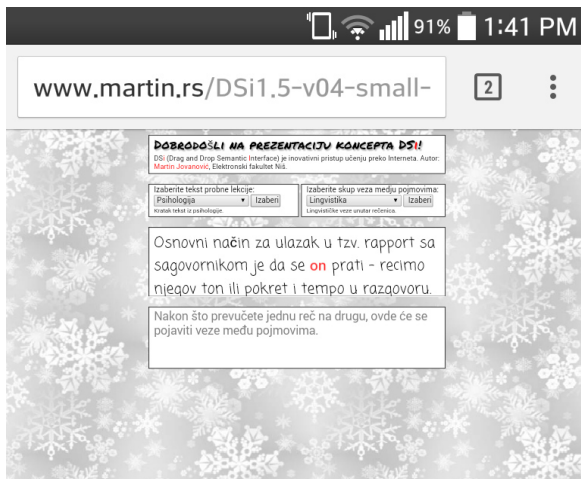 91% 1:41 PM
www.martin.rs/DSi1.5-v04-small-
2
Dobrodošli na prezentaciju koncepta DSi!
DSi (Drag and Drop Semantic Interface) je inovativni pristup učenju preko Interneta. Autor:
Martin Jovanović, Elektronski fakultet Niš.
Izaberite tekst probne lekcije:
Psihologija Izaberi
Kratak tekst iz psihologije
Izaberite skup veza medju pojmovima:
Lingvistika Izaberi
Lingvističke veze unutar rečenica.
Osnovni način za ulazak u tzv. rapport sa
sagovornikom je da se on prati - recimo
njegov ton ili pokret i tempo u razgovoru.
Nakon što prevučete jednu reč na drugu, ovde će se
pojaviti veze među pojmovima.